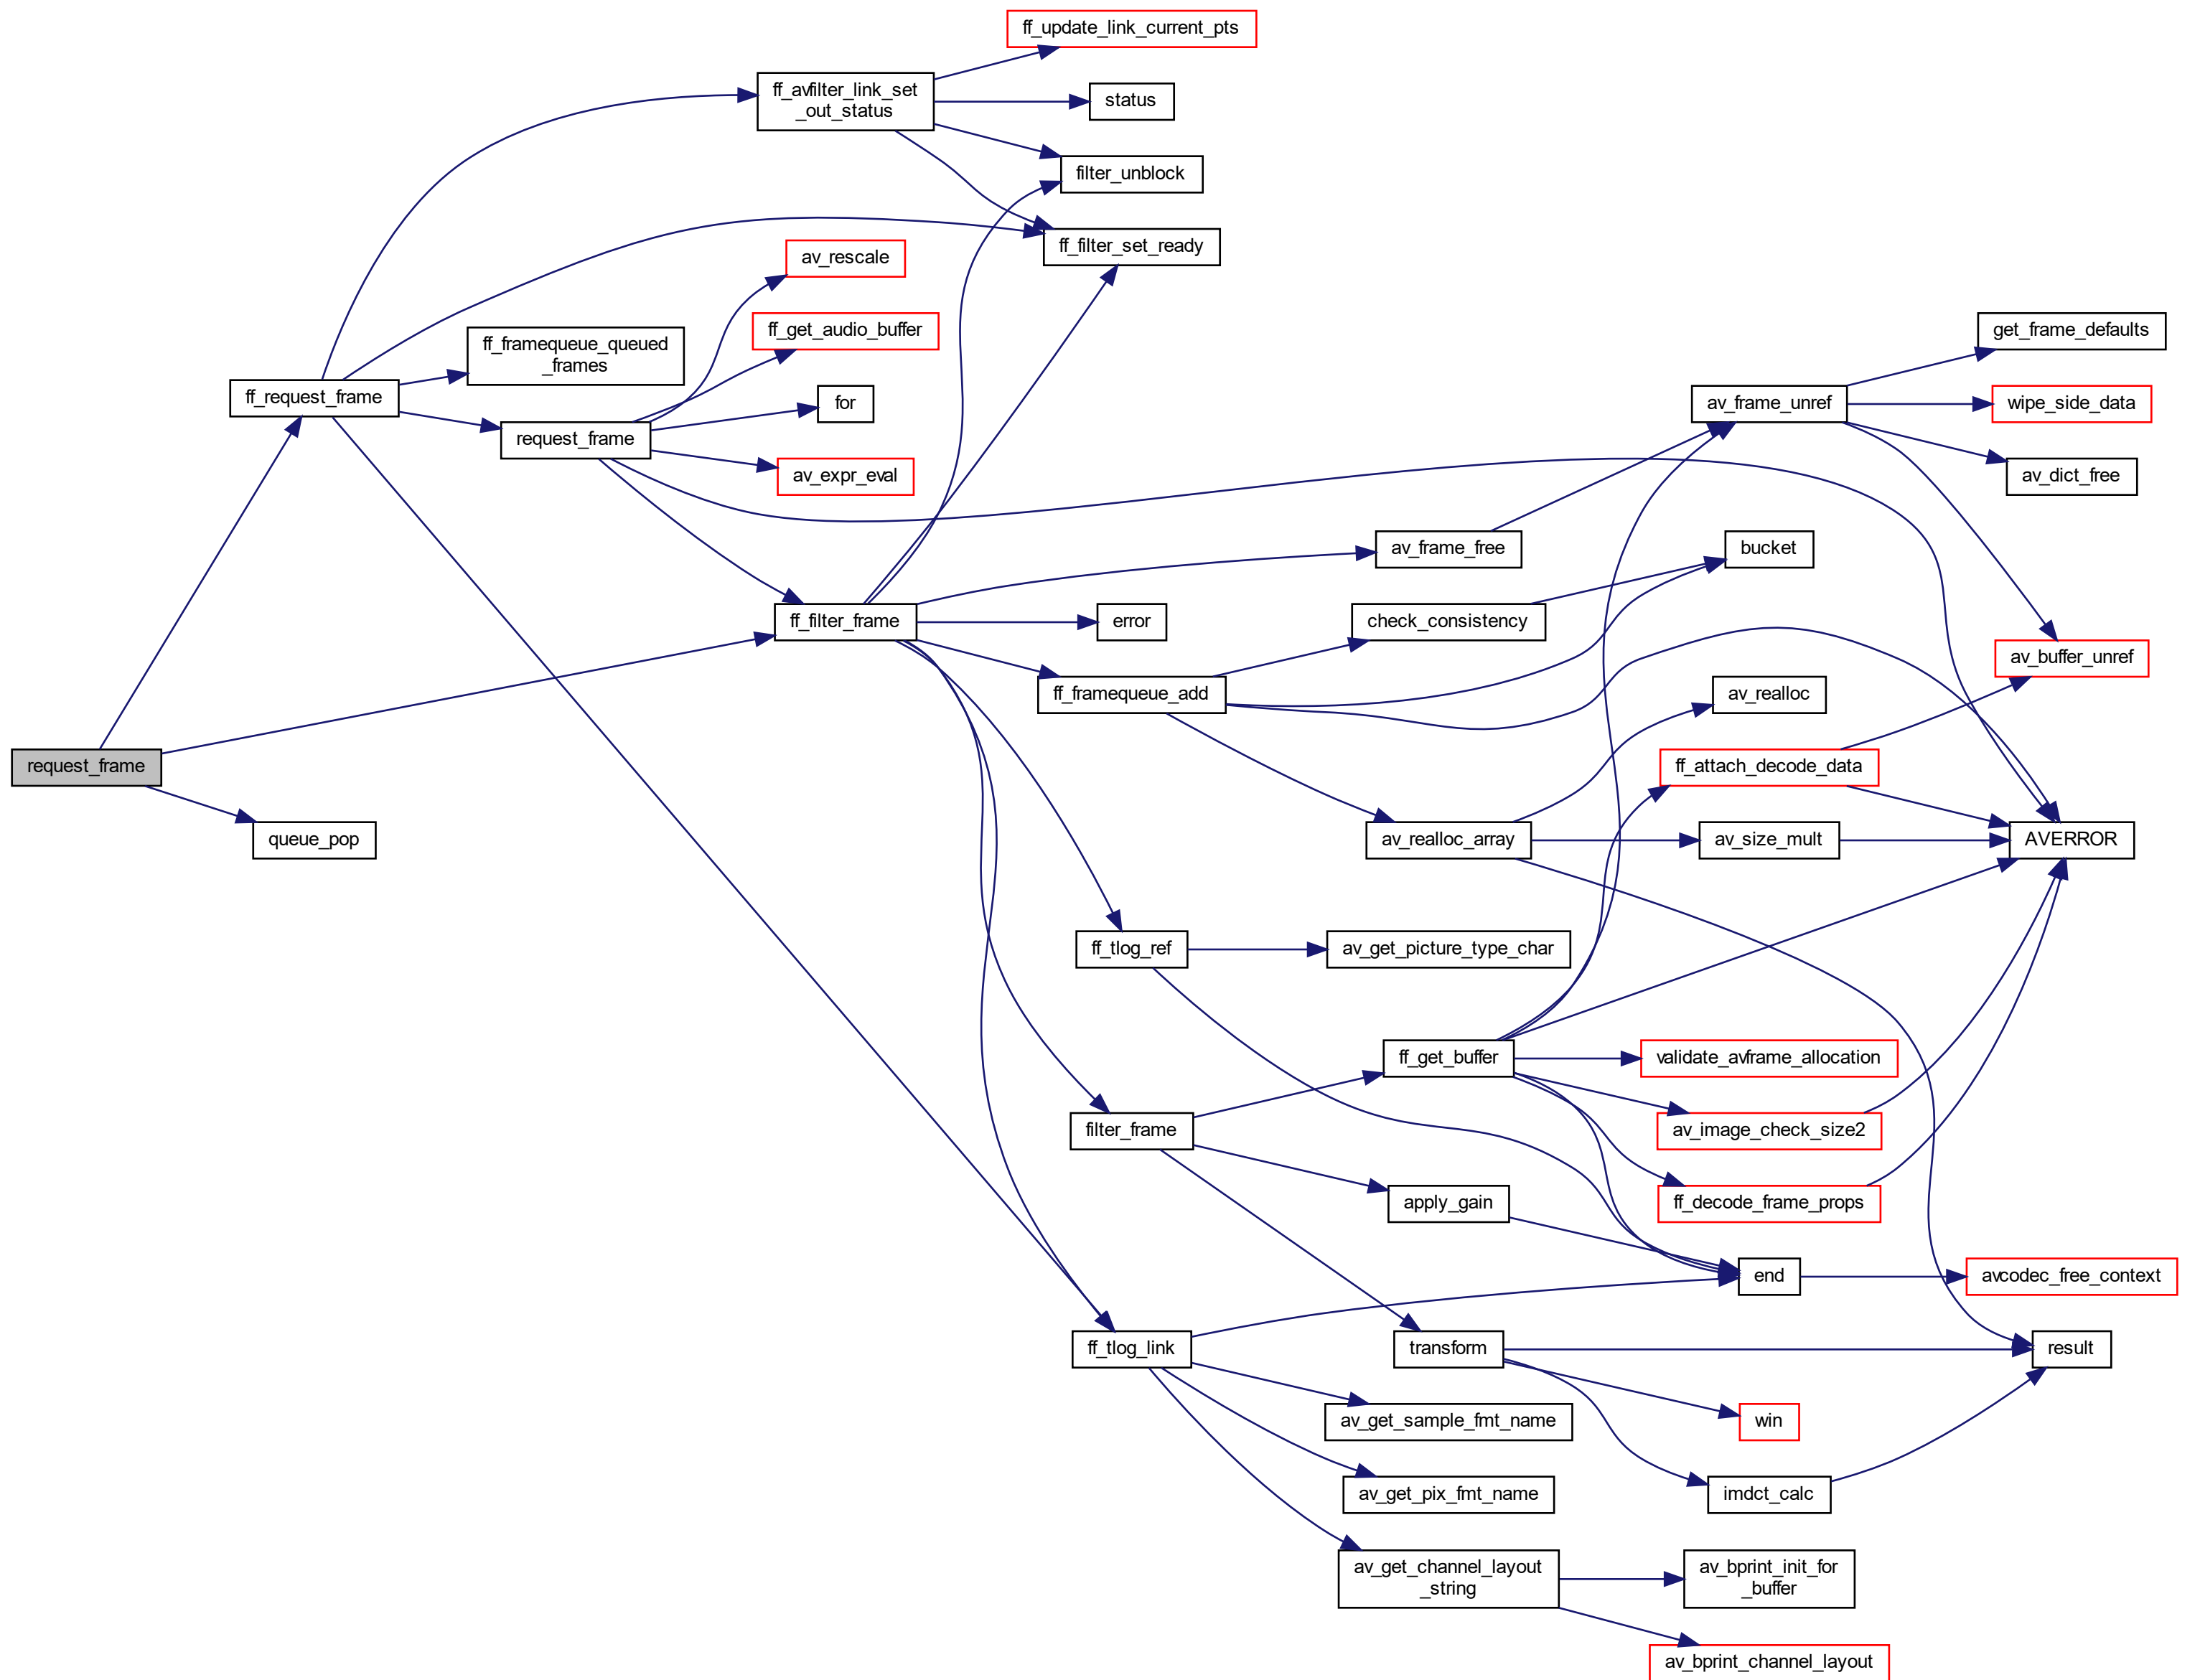 ff_update_link_current_pts
ff_avfilter_link_set
_out_status
status
filter_unblock
ff_filter_set_ready
av_rescale
ff_get_audio_buffer
get_frame_defaults
ff_framequeue_queued
_frames
ff_request_frame
for
av_frame_unref
wipe_side_data
request_frame
av_expr_eval
av_dict_free
av_frame_free
bucket
ff_filter_frame
error
check_consistency
av_buffer_unref
ff_framequeue_add
av_realloc
request_frame
ff_attach_decode_data
queue_pop
av_realloc_array
av_size_mult
AVERROR
ff_tlog_ref
av_get_picture_type_char
ff_get_buffer
validate_avframe_allocation
filter_frame
av_image_check_size2
apply_gain
ff_decode_frame_props
end
avcodec_free_context
ff_tlog_link
transform
result
av_get_sample_fmt_name
win
av_get_pix_fmt_name
imdct_calc
av_get_channel_layout
_string
av_bprint_init_for
_buffer
av_bprint_channel_layout